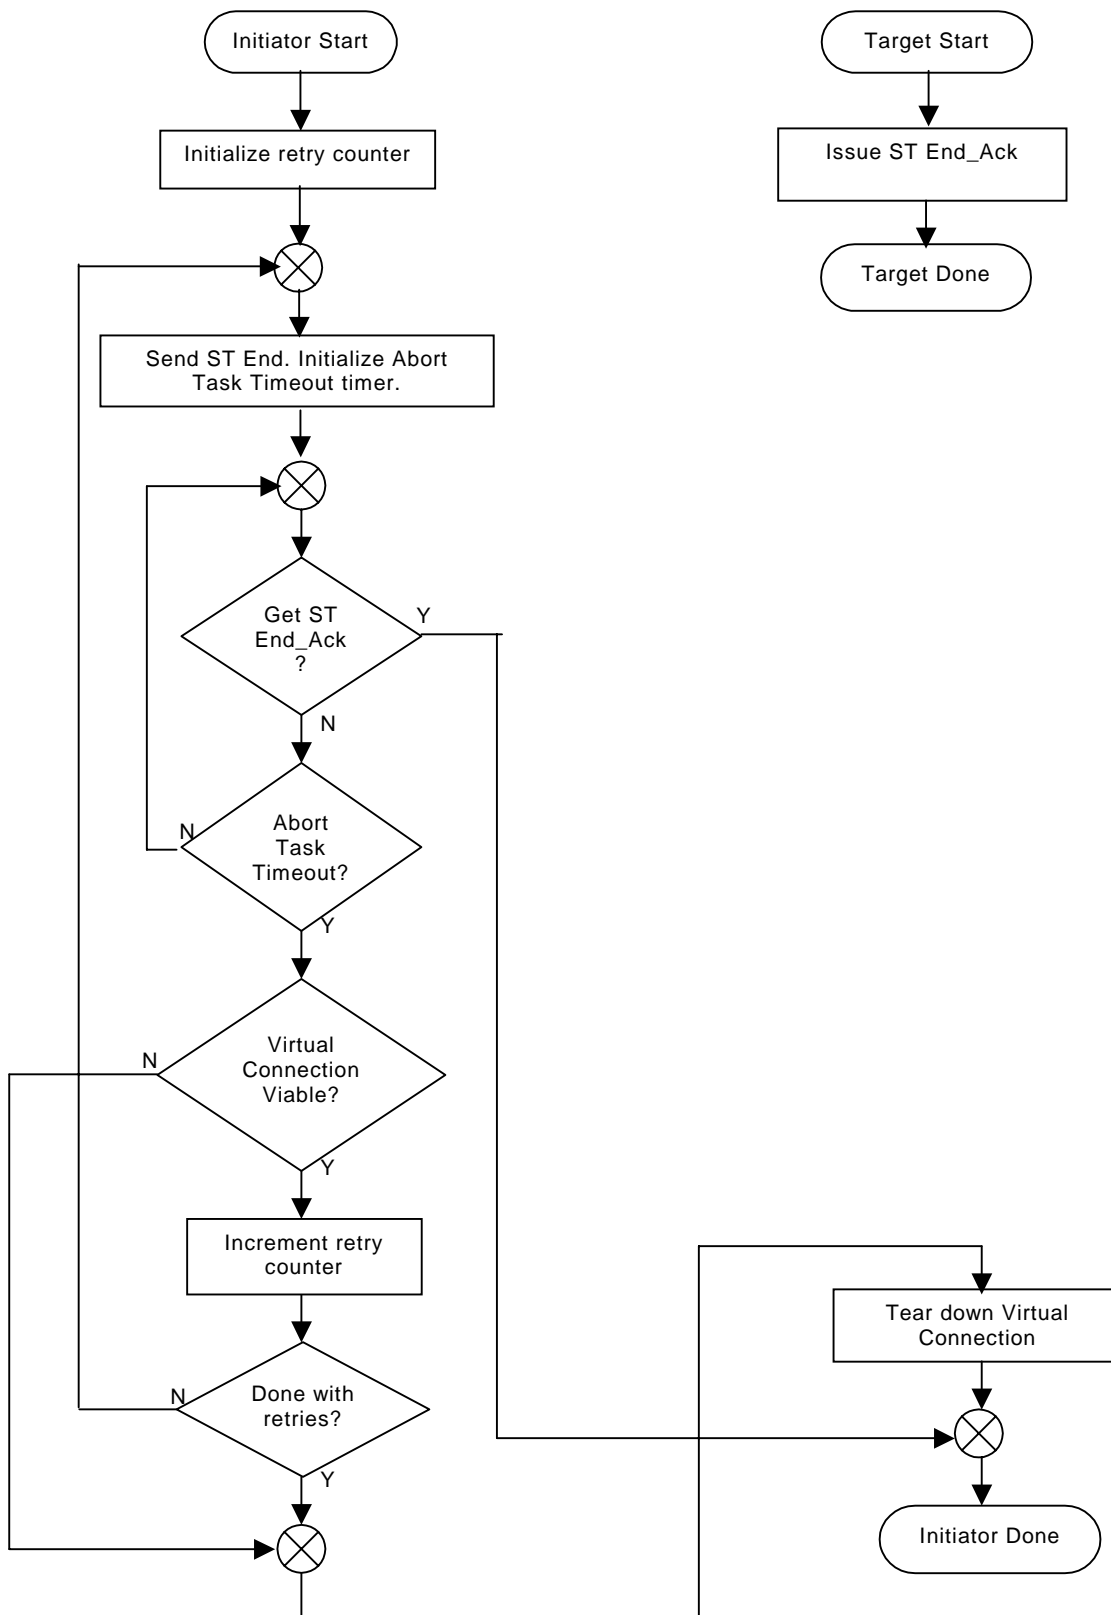 Initiator Start
Initialize retry counter
Send ST End. Initialize Abort
Task Timeout timer.
Get ST
End_Ack
?
Y
N
Abort
Task
Timeout?
N
Y
Virtual
Connection
Viable?
N
Y
Increment retry
counter
Done with
retries?
N
Y
Target Start
Issue ST End_Ack
Target Done
Tear down Virtual
Connection
Initiator Done